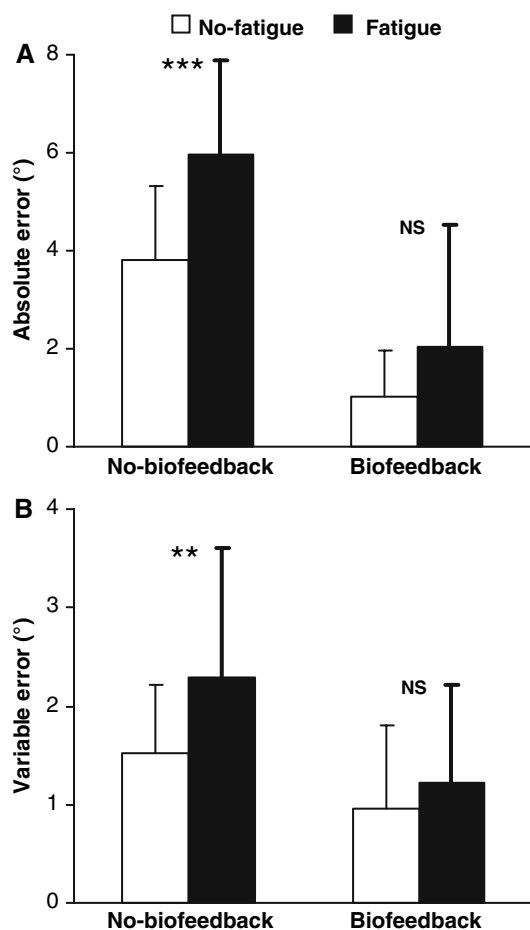 No-fatigue Fatigue
A
8
***
6
4
NS
2
0
Absolute error (°)
No-biofeedback Biofeedback
B
4
**
3
NS
2
1
0
Variable error (°)
No-biofeedback Biofeedback